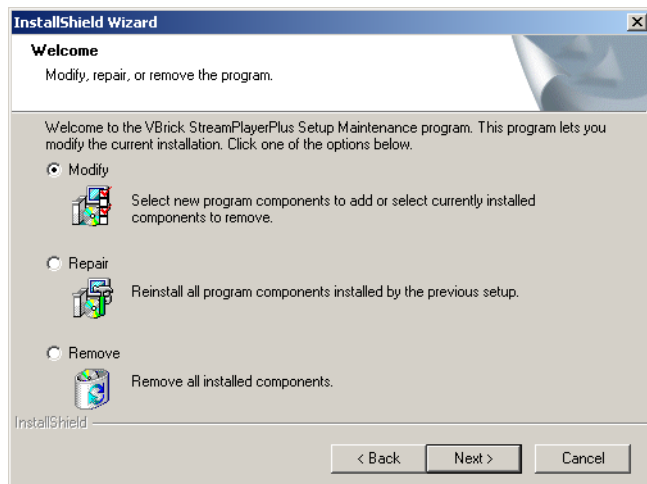 InstallShield Wizard
Welcome
Modify, repair, or remove the program.
Welcome to the VBrick StreamPlayerPlus Setup Maintenance program. This program lets you
modify the current installation. Click one of the options below.
Modify
Select new program components to add or select currently installed
components to remove.
Repair
Reinstall all program components installed by the previous setup.
Remove
Remove all installed components.
InstallShield
< Back Next > Cancel